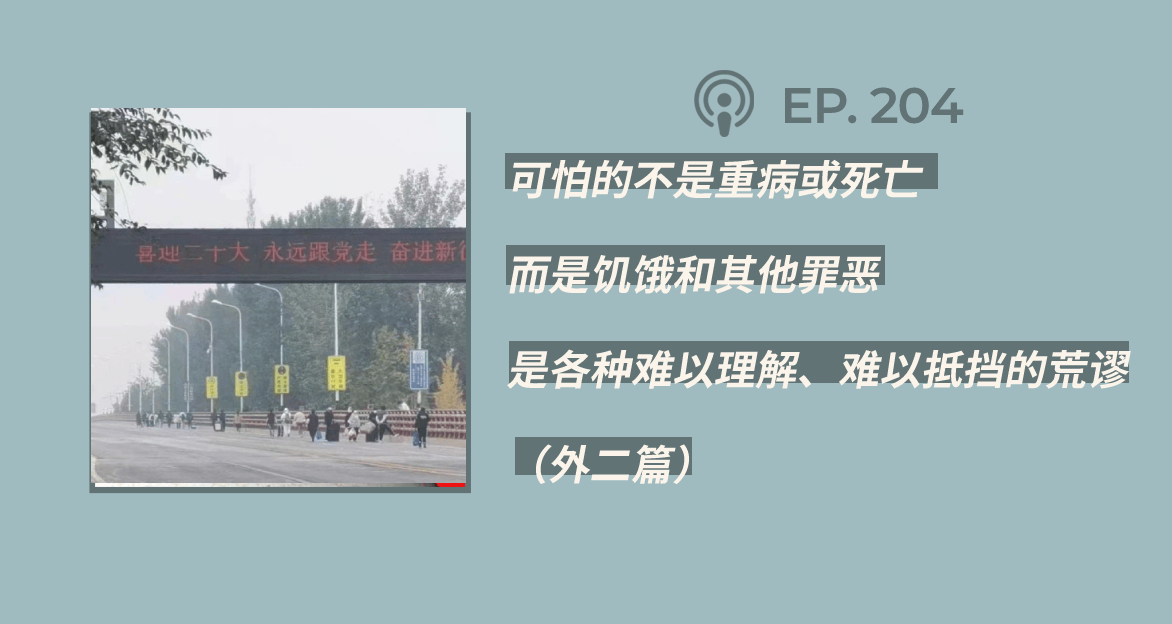 EP. 204
可怕的不是重病或死亡
而是饥饿和其他罪恶
是各种难以理解、难以抵挡的荒谬
（外二篇）
喜迎二十大 永远跟党走 奋进新